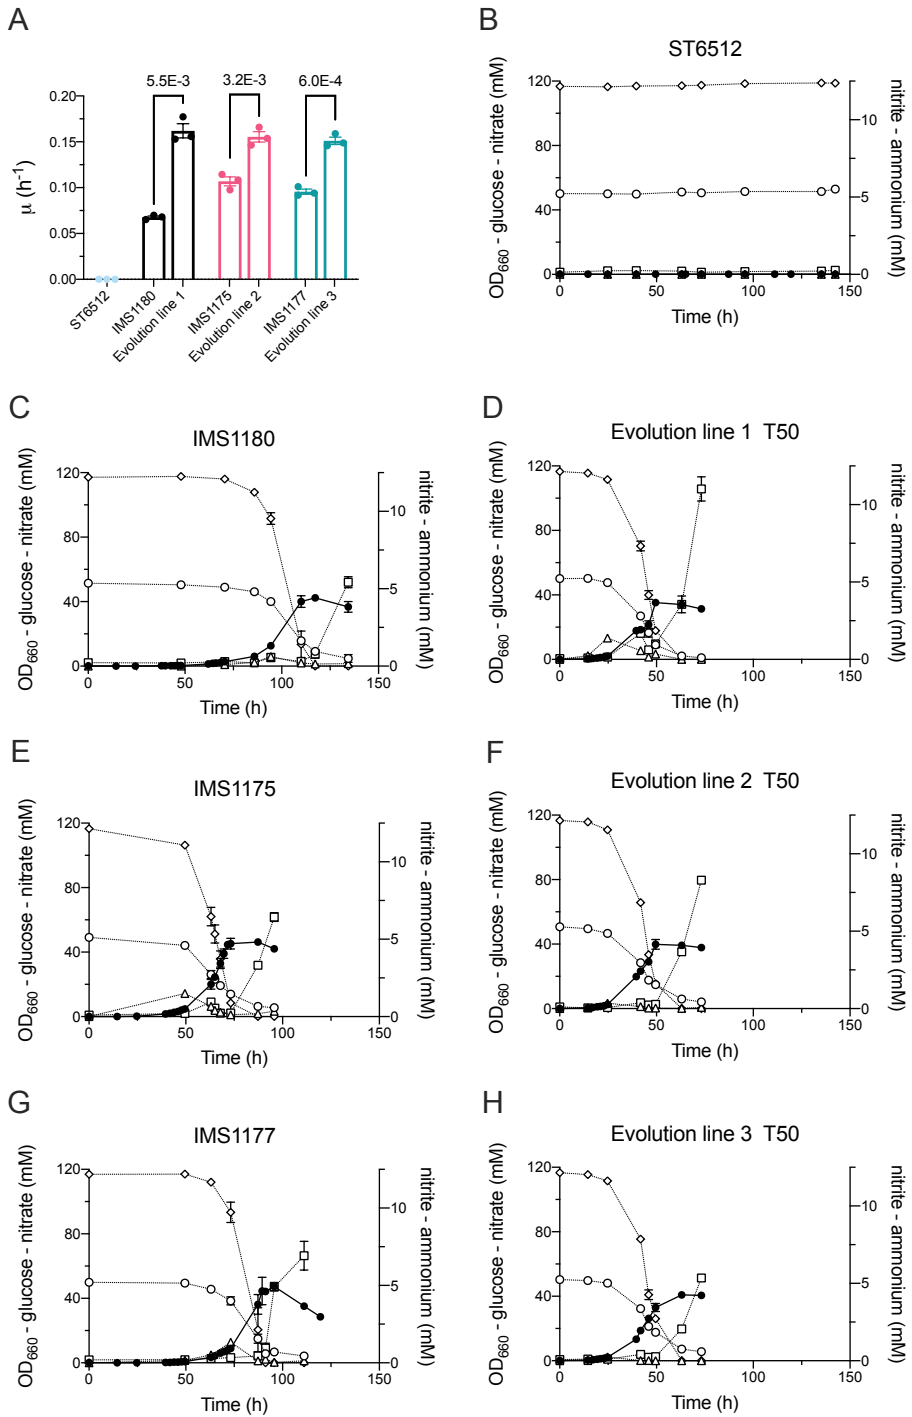 A
5.5E-3
3.2E-3
6.0E-4
μ (h⁻¹)
0.20
0.15
0.10
0.05
0.00
ST6512
IMS1180
Evolution line 1
IMS1175
Evolution line 2
IMS1177
Evolution line 3
B
ST6512
OD660 - glucose - nitrate (mM)
120
80
40
0
10
5
0
nitrite - ammonium (mM)
0
50
100
150
Time (h)
C
IMS1180
OD660 - glucose - nitrate (mM)
120
80
40
0
10
5
0
nitrite - ammonium (mM)
0
50
100
150
Time (h)
D
Evolution line 1 T50
OD660 - glucose - nitrate (mM)
120
80
40
0
10
5
0
nitrite - ammonium (mM)
0
50
100
150
Time (h)
E
IMS1175
OD660 - glucose - nitrate (mM)
120
80
40
0
10
5
0
nitrite - ammonium (mM)
0
50
100
150
Time (h)
F
Evolution line 2 T50
OD660 - glucose - nitrate (mM)
120
80
40
0
10
5
0
nitrite - ammonium (mM)
0
50
100
150
Time (h)
G
IMS1177
OD660 - glucose - nitrate (mM)
120
80
40
0
10
5
0
nitrite - ammonium (mM)
0
50
100
150
Time (h)
H
Evolution line 3 T50
OD660 - glucose - nitrate (mM)
120
80
40
0
10
5
0
nitrite - ammonium (mM)
0
50
100
150
Time (h)